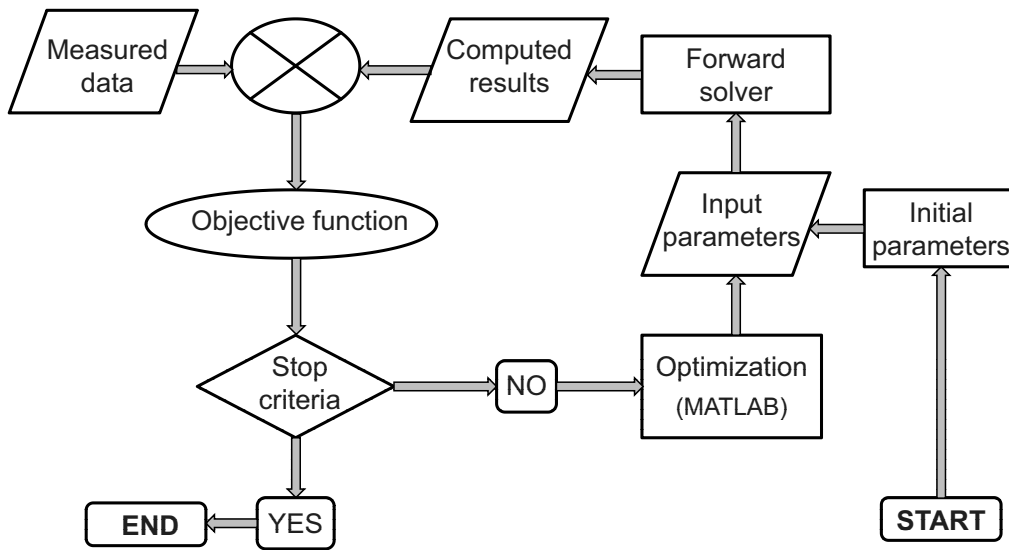 Measured
data
Computed
results
Forward
solver
Objective function
Input
parameters
Initial
parameters
Stop
criteria
NO
Optimization
(MATLAB)
END
YES
START